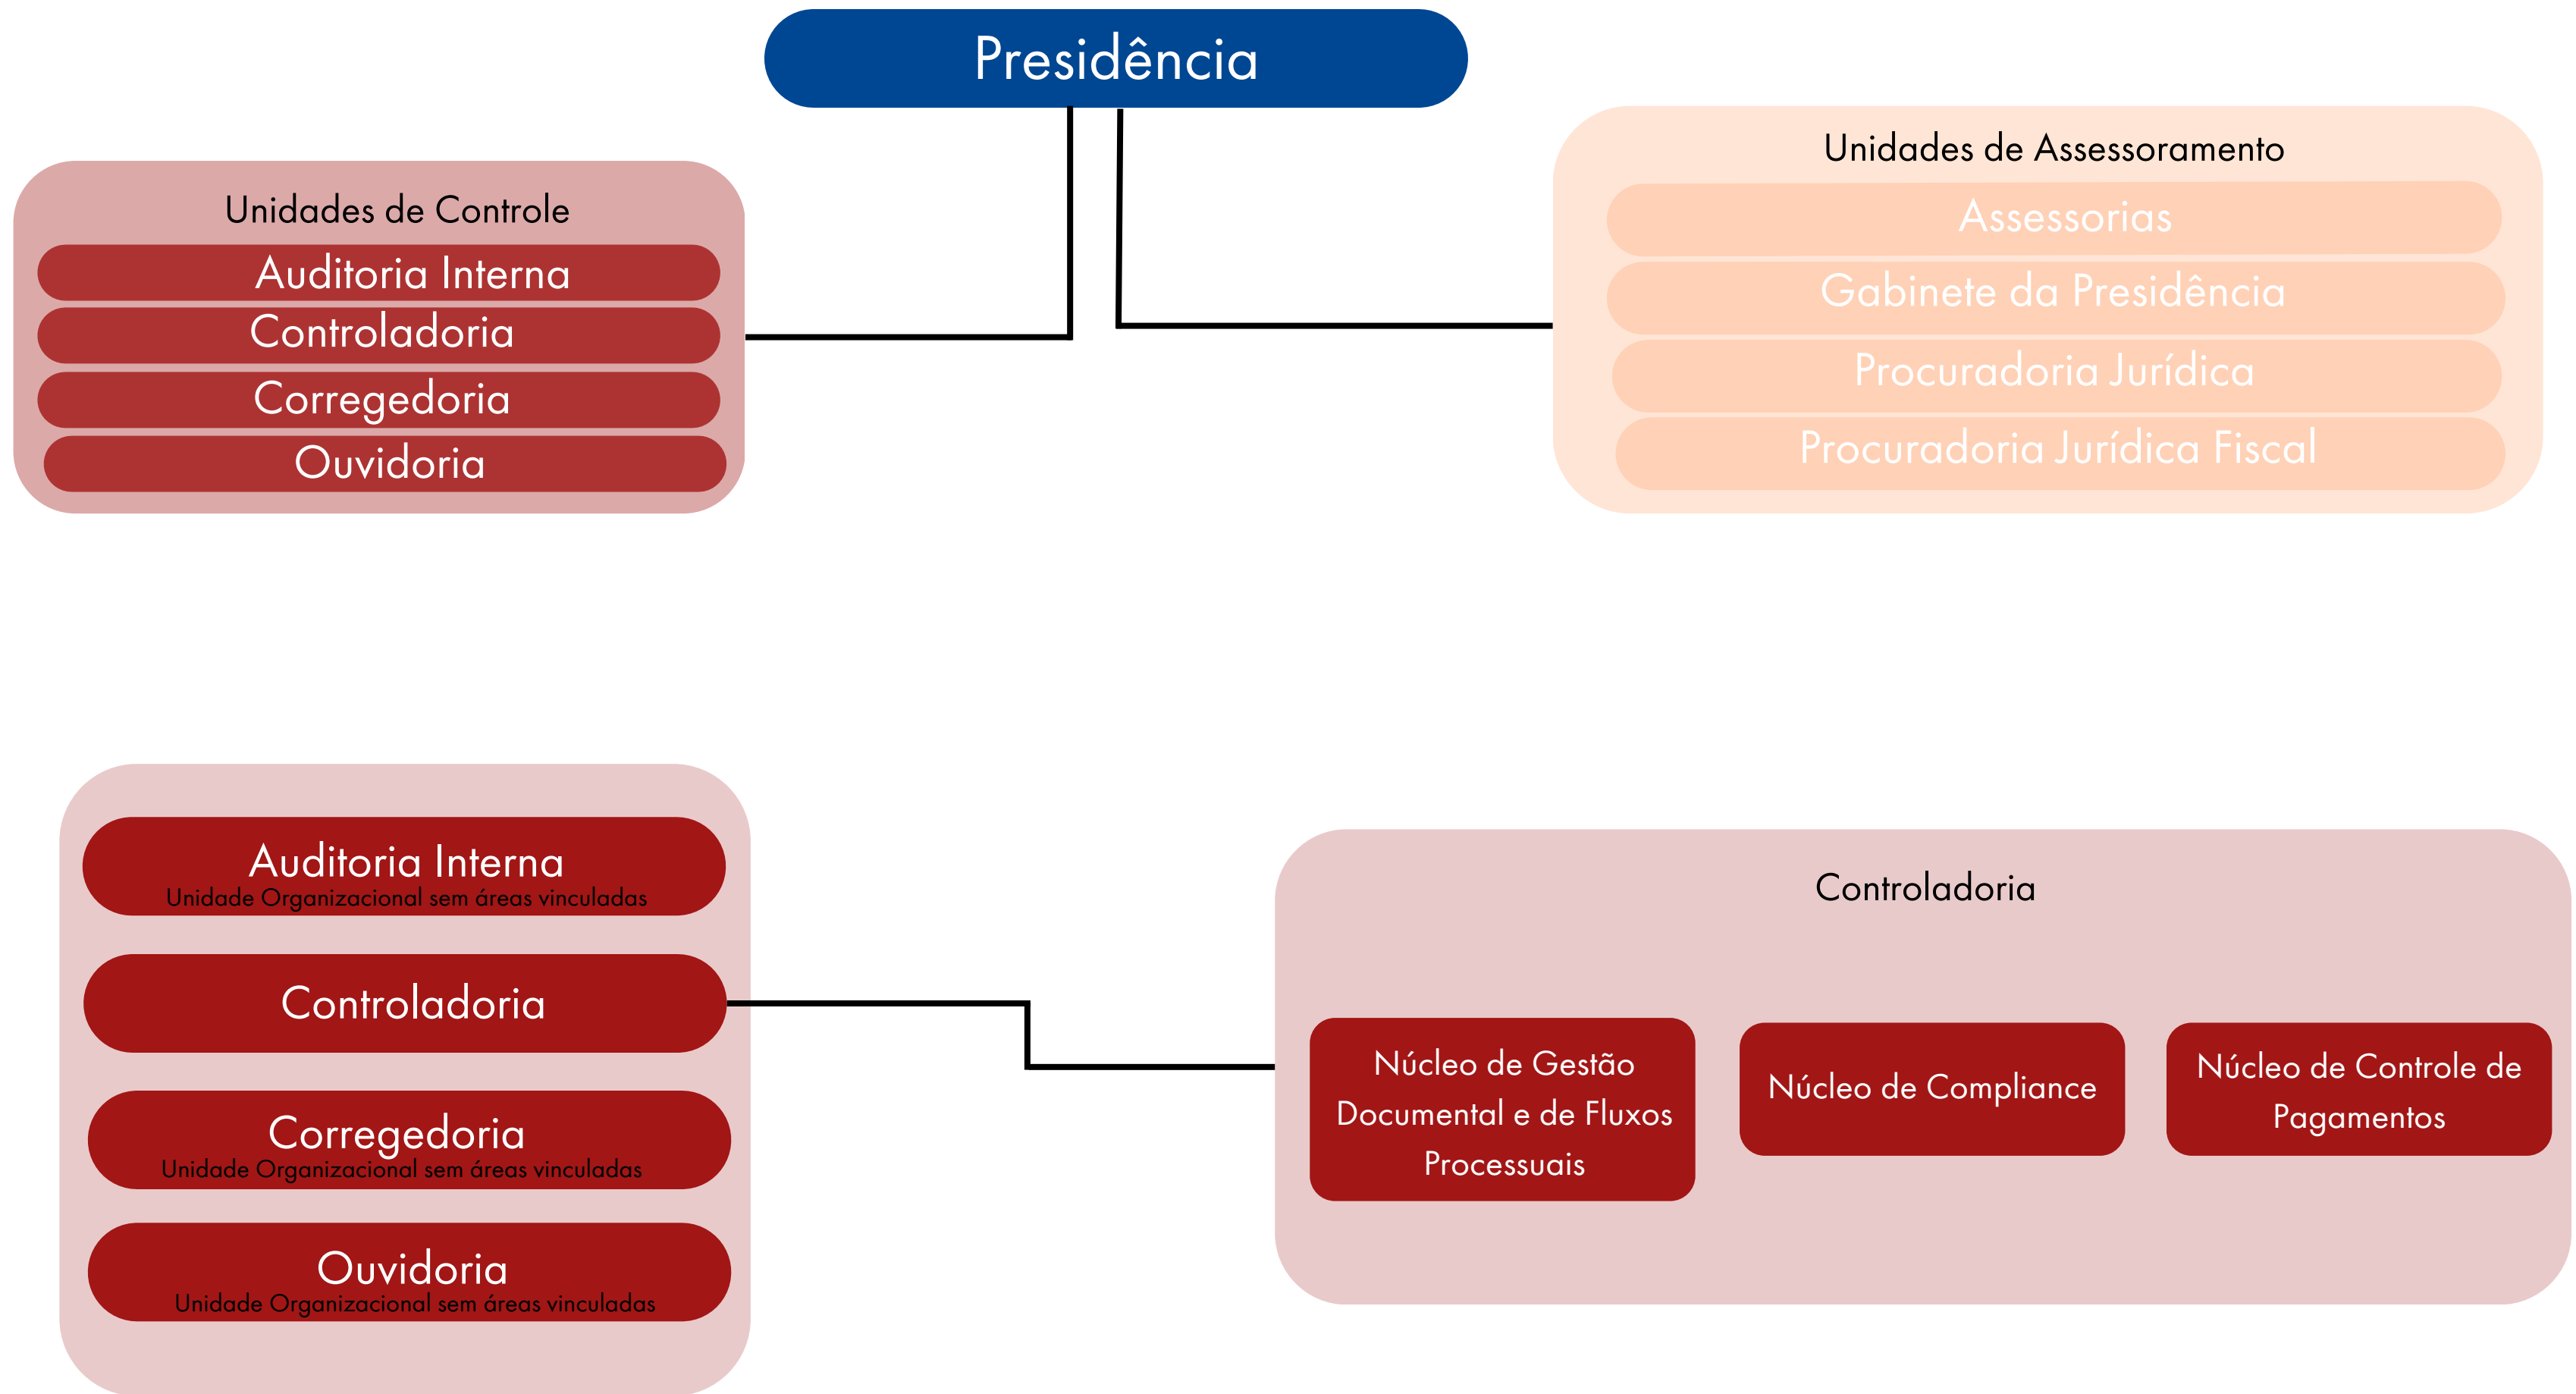 Presidência
Unidades de Controle
Auditoria Interna
Controladoria
Corregedoria
Ouvidoria
Unidades de Assessoramento
Assessorias
Gabinete da Presidência
Procuradoria Jurídica
Procuradoria Jurídica Fiscal
Auditoria Interna
Unidade Organizacional sem áreas vinculadas
Controladoria
Corregedoria
Unidade Organizacional sem áreas vinculadas
Ouvidoria
Unidade Organizacional sem áreas vinculadas
Controladoria
Núcleo de Gestão
Documental e de Fluxos
Processuais
Núcleo de Compliance
Núcleo de Controle de
Pagamentos